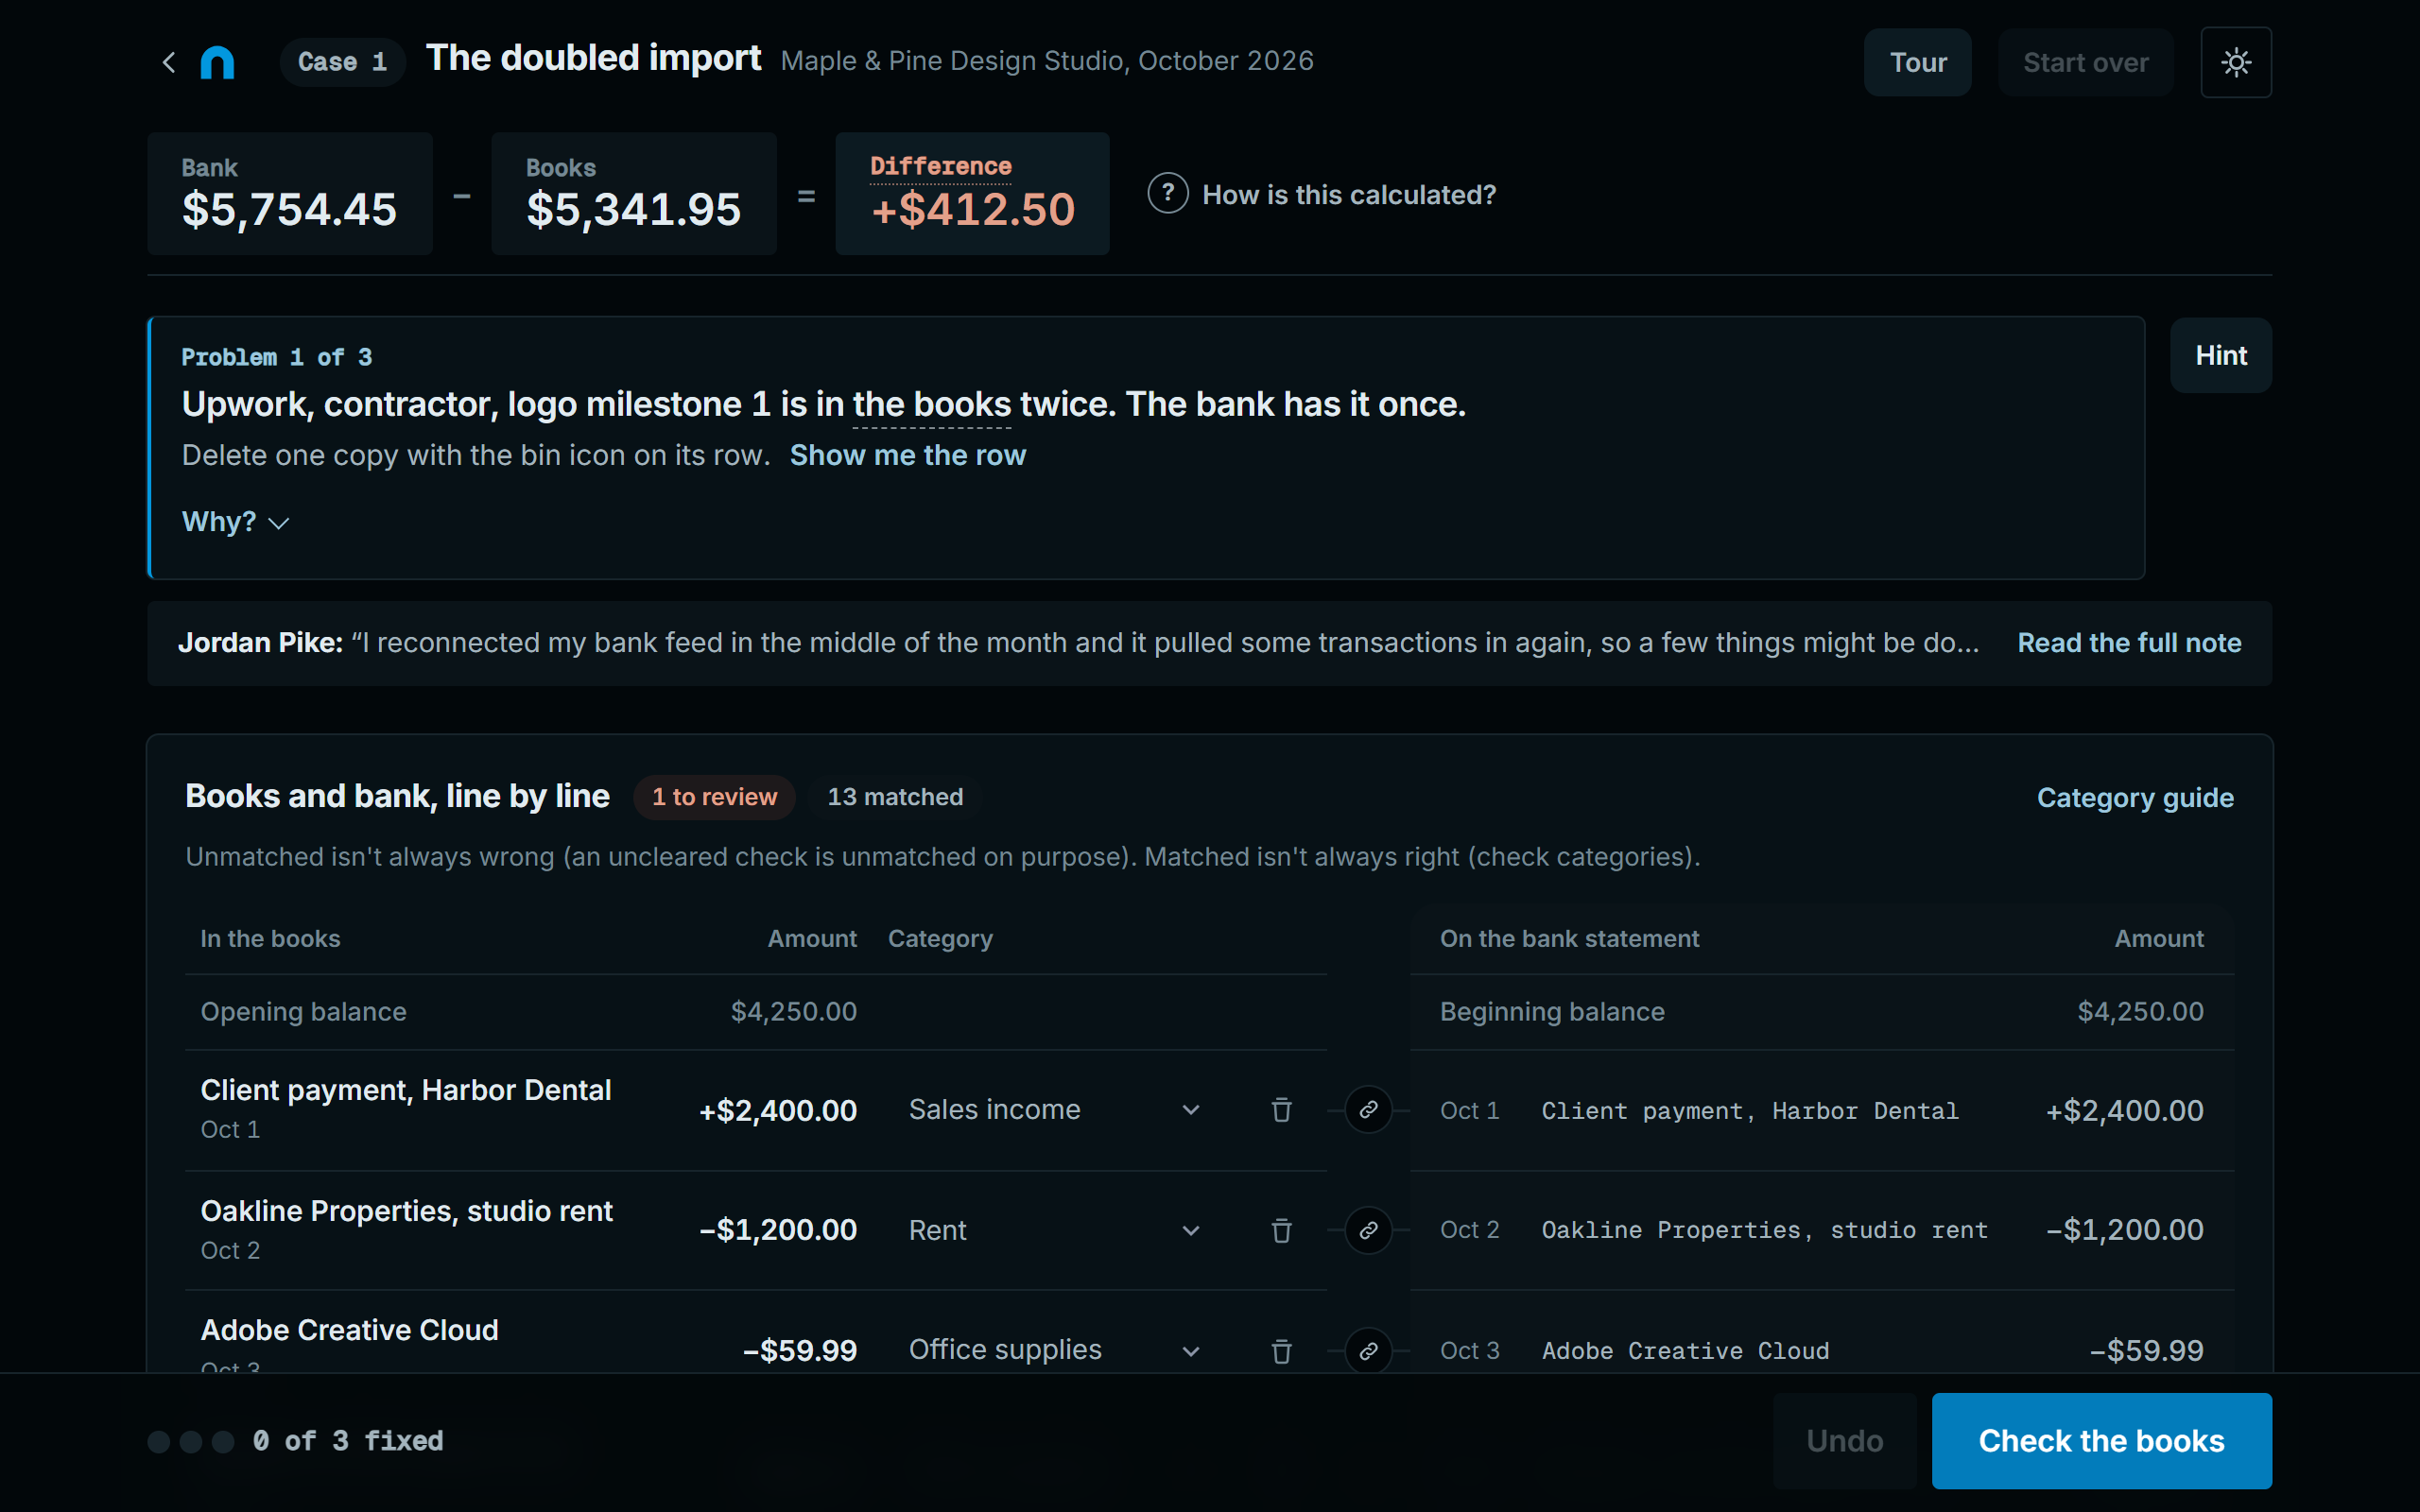 Case 1 The doubled import Maple & Pine Design Studio, October 2026 Tour Start over
Bank Books Difference
$5,754.45 − $5,341.95 = +$412.50 ? How is this calculated?
Problem 1 of 3 Hint
Upwork, contractor, logo milestone 1 is in the books twice. The bank has it once.
Delete one copy with the bin icon on its row. Show me the row
Why?
Jordan Pike: “I reconnected my bank feed in the middle of the month and it pulled some transactions in again, so a few things might be do... Read the full note
Books and bank, line by line 1 to review 13 matched Category guide
Unmatched isn't always wrong (an uncleared check is unmatched on purpose). Matched isn't always right (check categories).
In the books Amount Category On the bank statement Amount
Opening balance $4,250.00 Beginning balance $4,250.00
Client payment, Harbor Dental +$2,400.00 Sales income Oct 1 Client payment, Harbor Dental +$2,400.00
Oct 1
Oakline Properties, studio rent −$1,200.00 Rent Oct 2 Oakline Properties, studio rent −$1,200.00
Oct 2
Adobe Creative Cloud −$59.99 Office supplies Oct 3 Adobe Creative Cloud −$59.99
Oct 3
0 of 3 fixed Undo Check the books